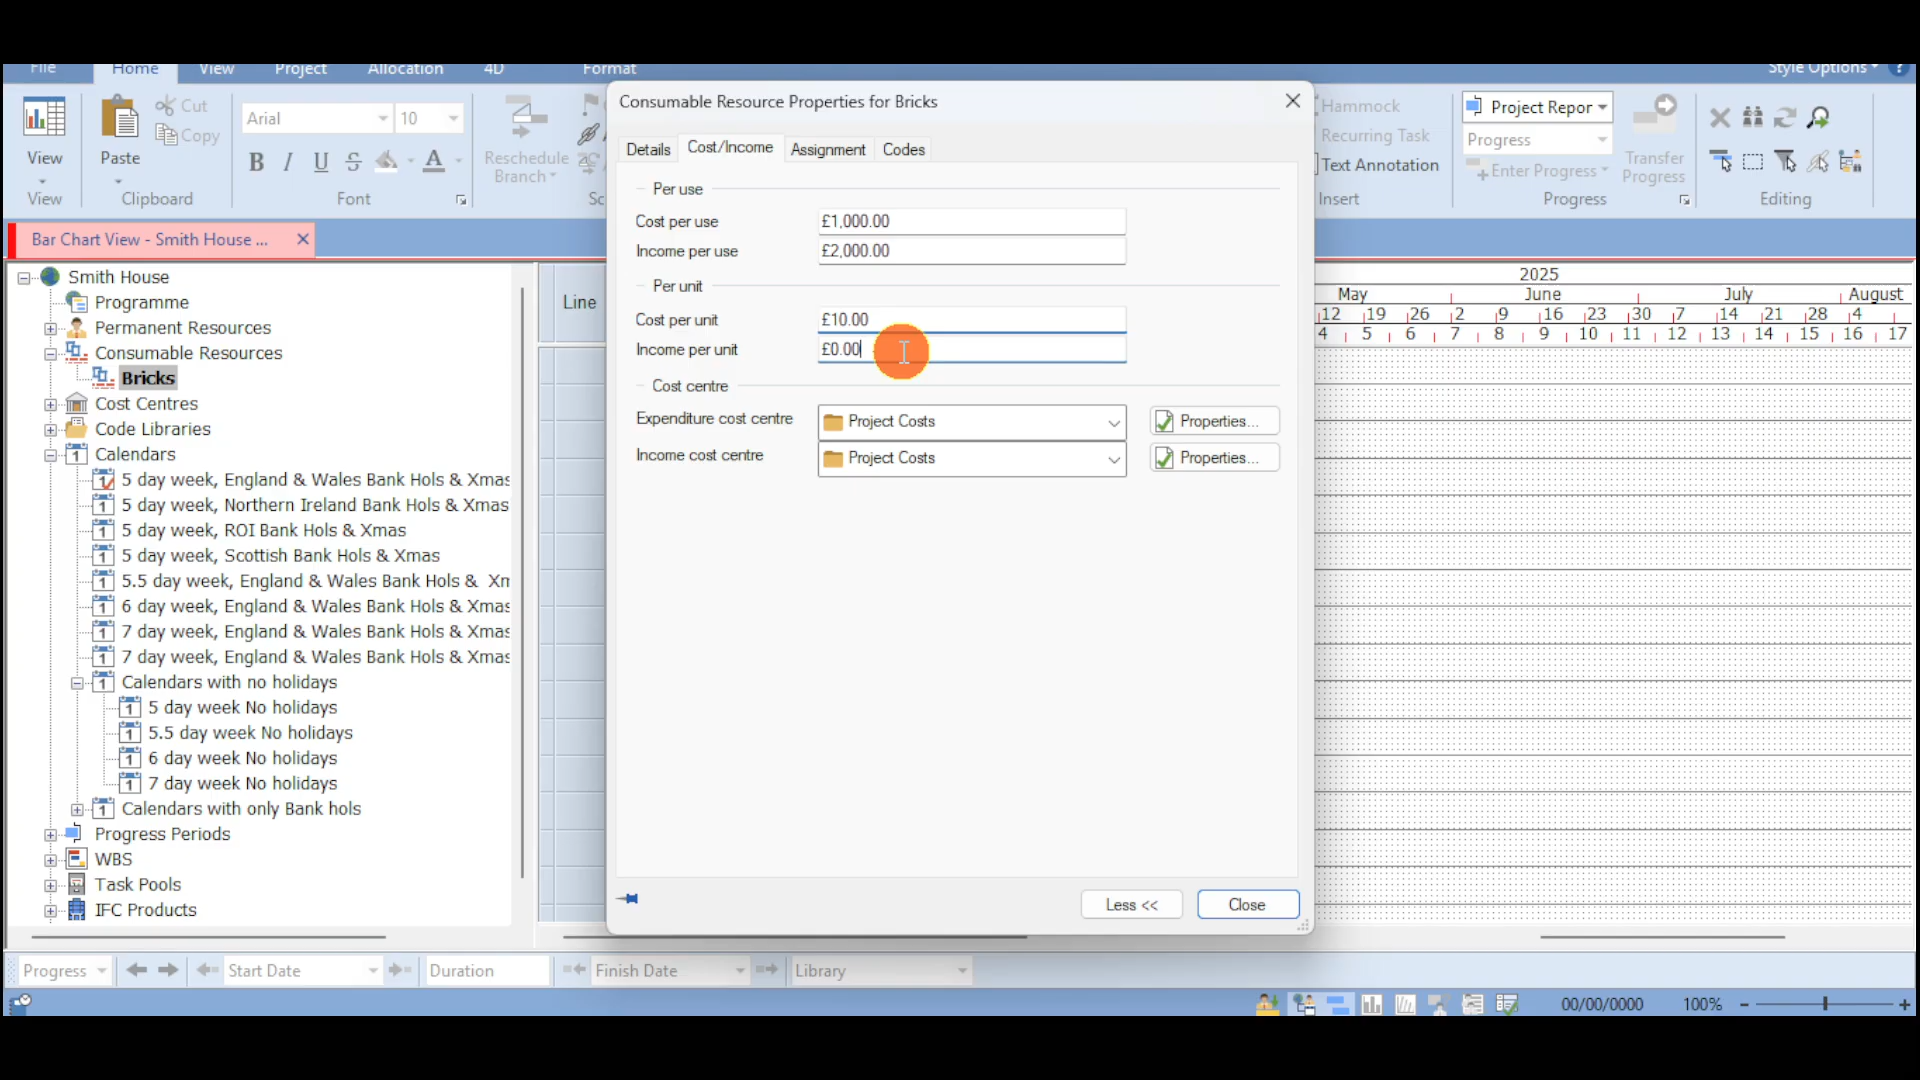 File Home View Project Allocation 4D Format Style Options
View
View
Paste
Cut
Copy
Clipboard
Arial 10
B I U S A
Font
Reschedule
Branch
Hammock
Recurring Task
Text Annotation
Insert
Project Repor
Progress
Enter Progress
Transfer
Progress
Progress
Editing
Bar Chart View - Smith House ...
Smith House
Programme
Permanent Resources
Consumable Resources
Bricks
Cost Centres
Code Libraries
Calendars
5 day week, England & Wales Bank Hols & Xmas
5 day week, Northern Ireland Bank Hols & Xmas
5 day week, ROI Bank Hols & Xmas
5 day week, Scottish Bank Hols & Xmas
5.5 day week, England & Wales Bank Hols & Xm
6 day week, England & Wales Bank Hols & Xmas
7 day week, England & Wales Bank Hols & Xmas
7 day week, England & Wales Bank Hols & Xmas
Calendars with no holidays
5 day week No holidays
5.5 day week No holidays
6 day week No holidays
7 day week No holidays
Calendars with only Bank hols
Progress Periods
WBS
Task Pools
IFC Products
Line
Consumable Resource Properties for Bricks
Details Cost/Income Assignment Codes
Per use
Cost per use £1,000.00
Income per use £2,000.00
Per unit
Cost per unit £10.00
Income per unit £0.00
Cost centre
Expenditure cost centre Project Costs Properties...
Income cost centre Project Costs Properties...
Less << Close
2025
May June July August
12 19 26 2 9 16 23 30 7 14 21 28 4
4 5 6 7 8 9 10 11 12 13 14 15 16 17
Progress Start Date Duration Finish Date Library
00/00/0000 100%